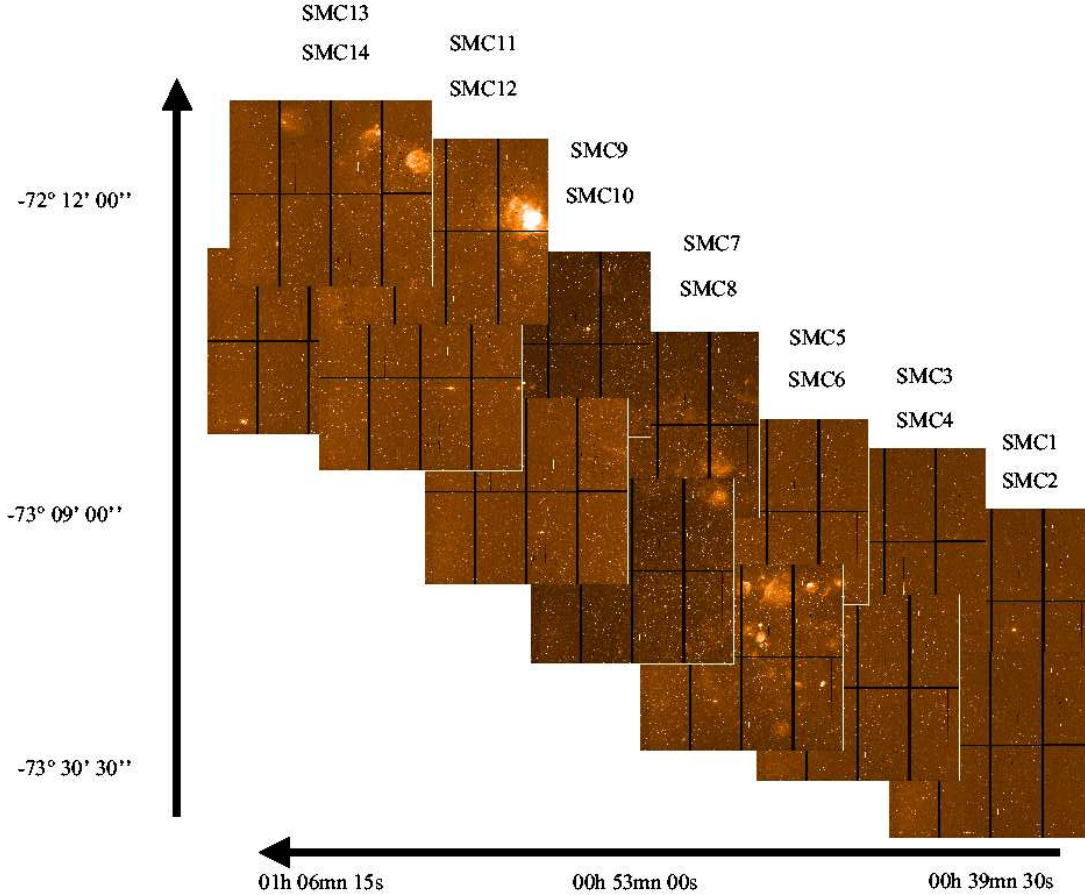 SMC13
SMC14
SMC11
SMC12
SMC9
SMC10
SMC7
SMC8
SMC5
SMC6
SMC3
SMC4
SMC1
SMC2
-72° 12’ 00’’
-73° 09’ 00’’
-73° 30’ 30’’
01h 06mn 15s
00h 53mn 00s
00h 39mn 30s